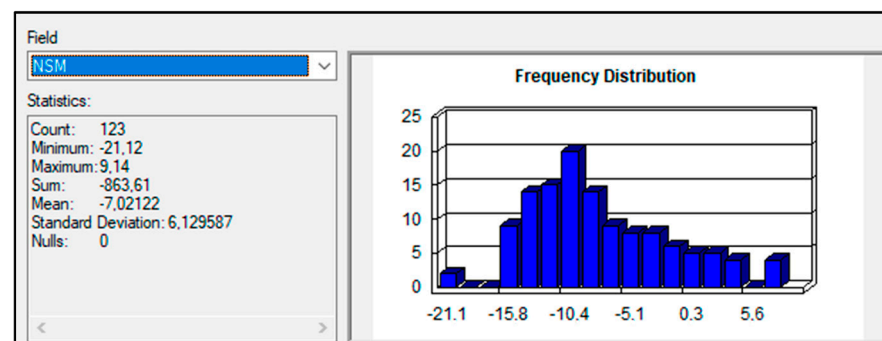 Field
NSM
Statistics:
Count: 123
Minimum: -21,12
Maximum: 9,14
Sum: -863,61
Mean: -7,02122
Standard Deviation: 6,129587
Nulls: 0
Frequency Distribution
25
20
15
10
5
0
-21.1 -15.8 -10.4 -5.1 0.3 5.6